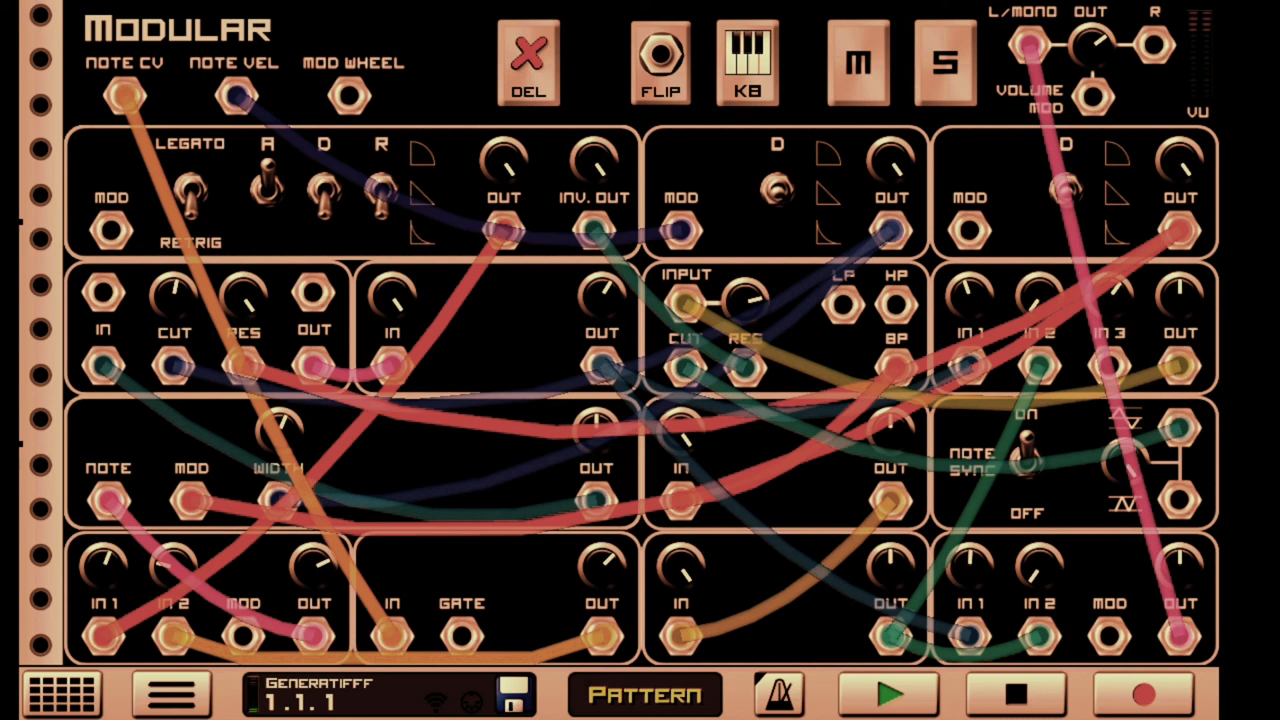 MODULAR
NOTE CV NOTE VEL MOD WHEEL
DEL FLIP KB M S
L/MONO OUT R
VOLUME MOD
VU
LEGATO A D R
MOD OUT INV. OUT
RETRIG
D
MOD OUT
D
MOD OUT
IN CUT RES OUT
IN OUT
INPUT LP HP
CUT RES BP
IN 1 IN 2 IN 3 OUT
NOTE MOD WIDTH OUT
IN OUT
ON
NOTE SYNC
OFF
IN 1 IN 2 MOD OUT
IN GATE OUT
IN OUT
IN 1 IN 2 MOD OUT
GENERATIFFF
1.1.1
PATTERN